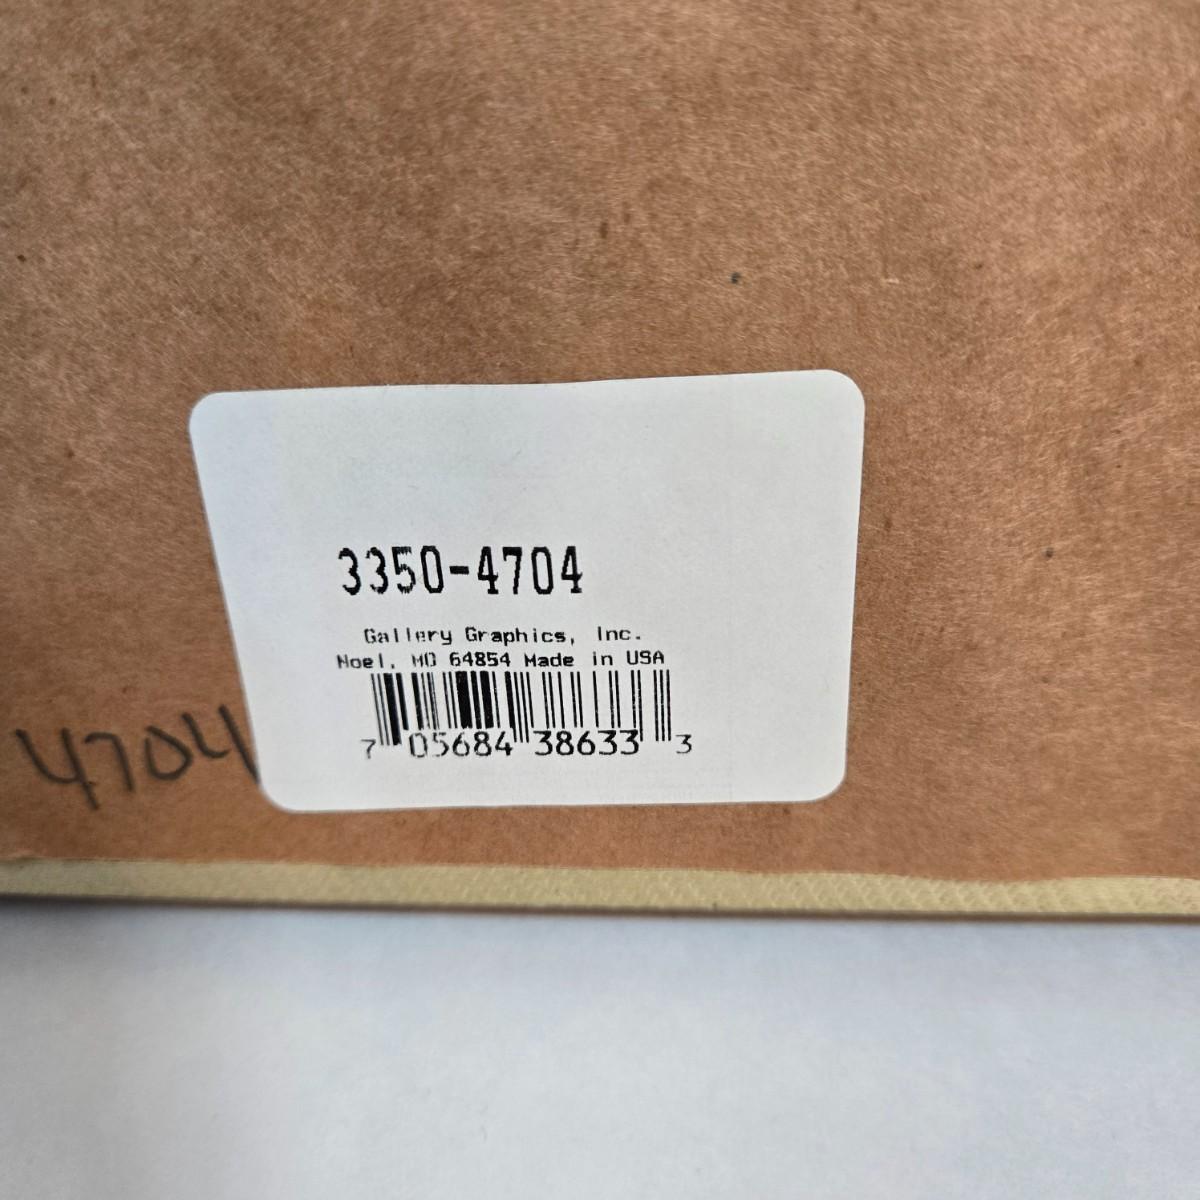 3350-4704
Gallery Graphics, Inc.
Noel, MO 64854 Made in USA
7 05684 38633 3
4704